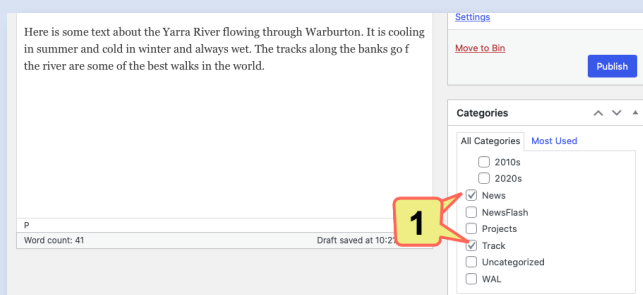 Settings
Here is some text about the Yarra River flowing through Warburton. It is cooling
in summer and cold in winter and always wet. The tracks along the banks go f
the river are some of the best walks in the world.
Move to Bin
Publish
Categories
All Categories Most Used
2010s
2020s
News
NewsFlash
Projects
Track
Uncategorized
WAL
1
P
Word count: 41
Draft saved at